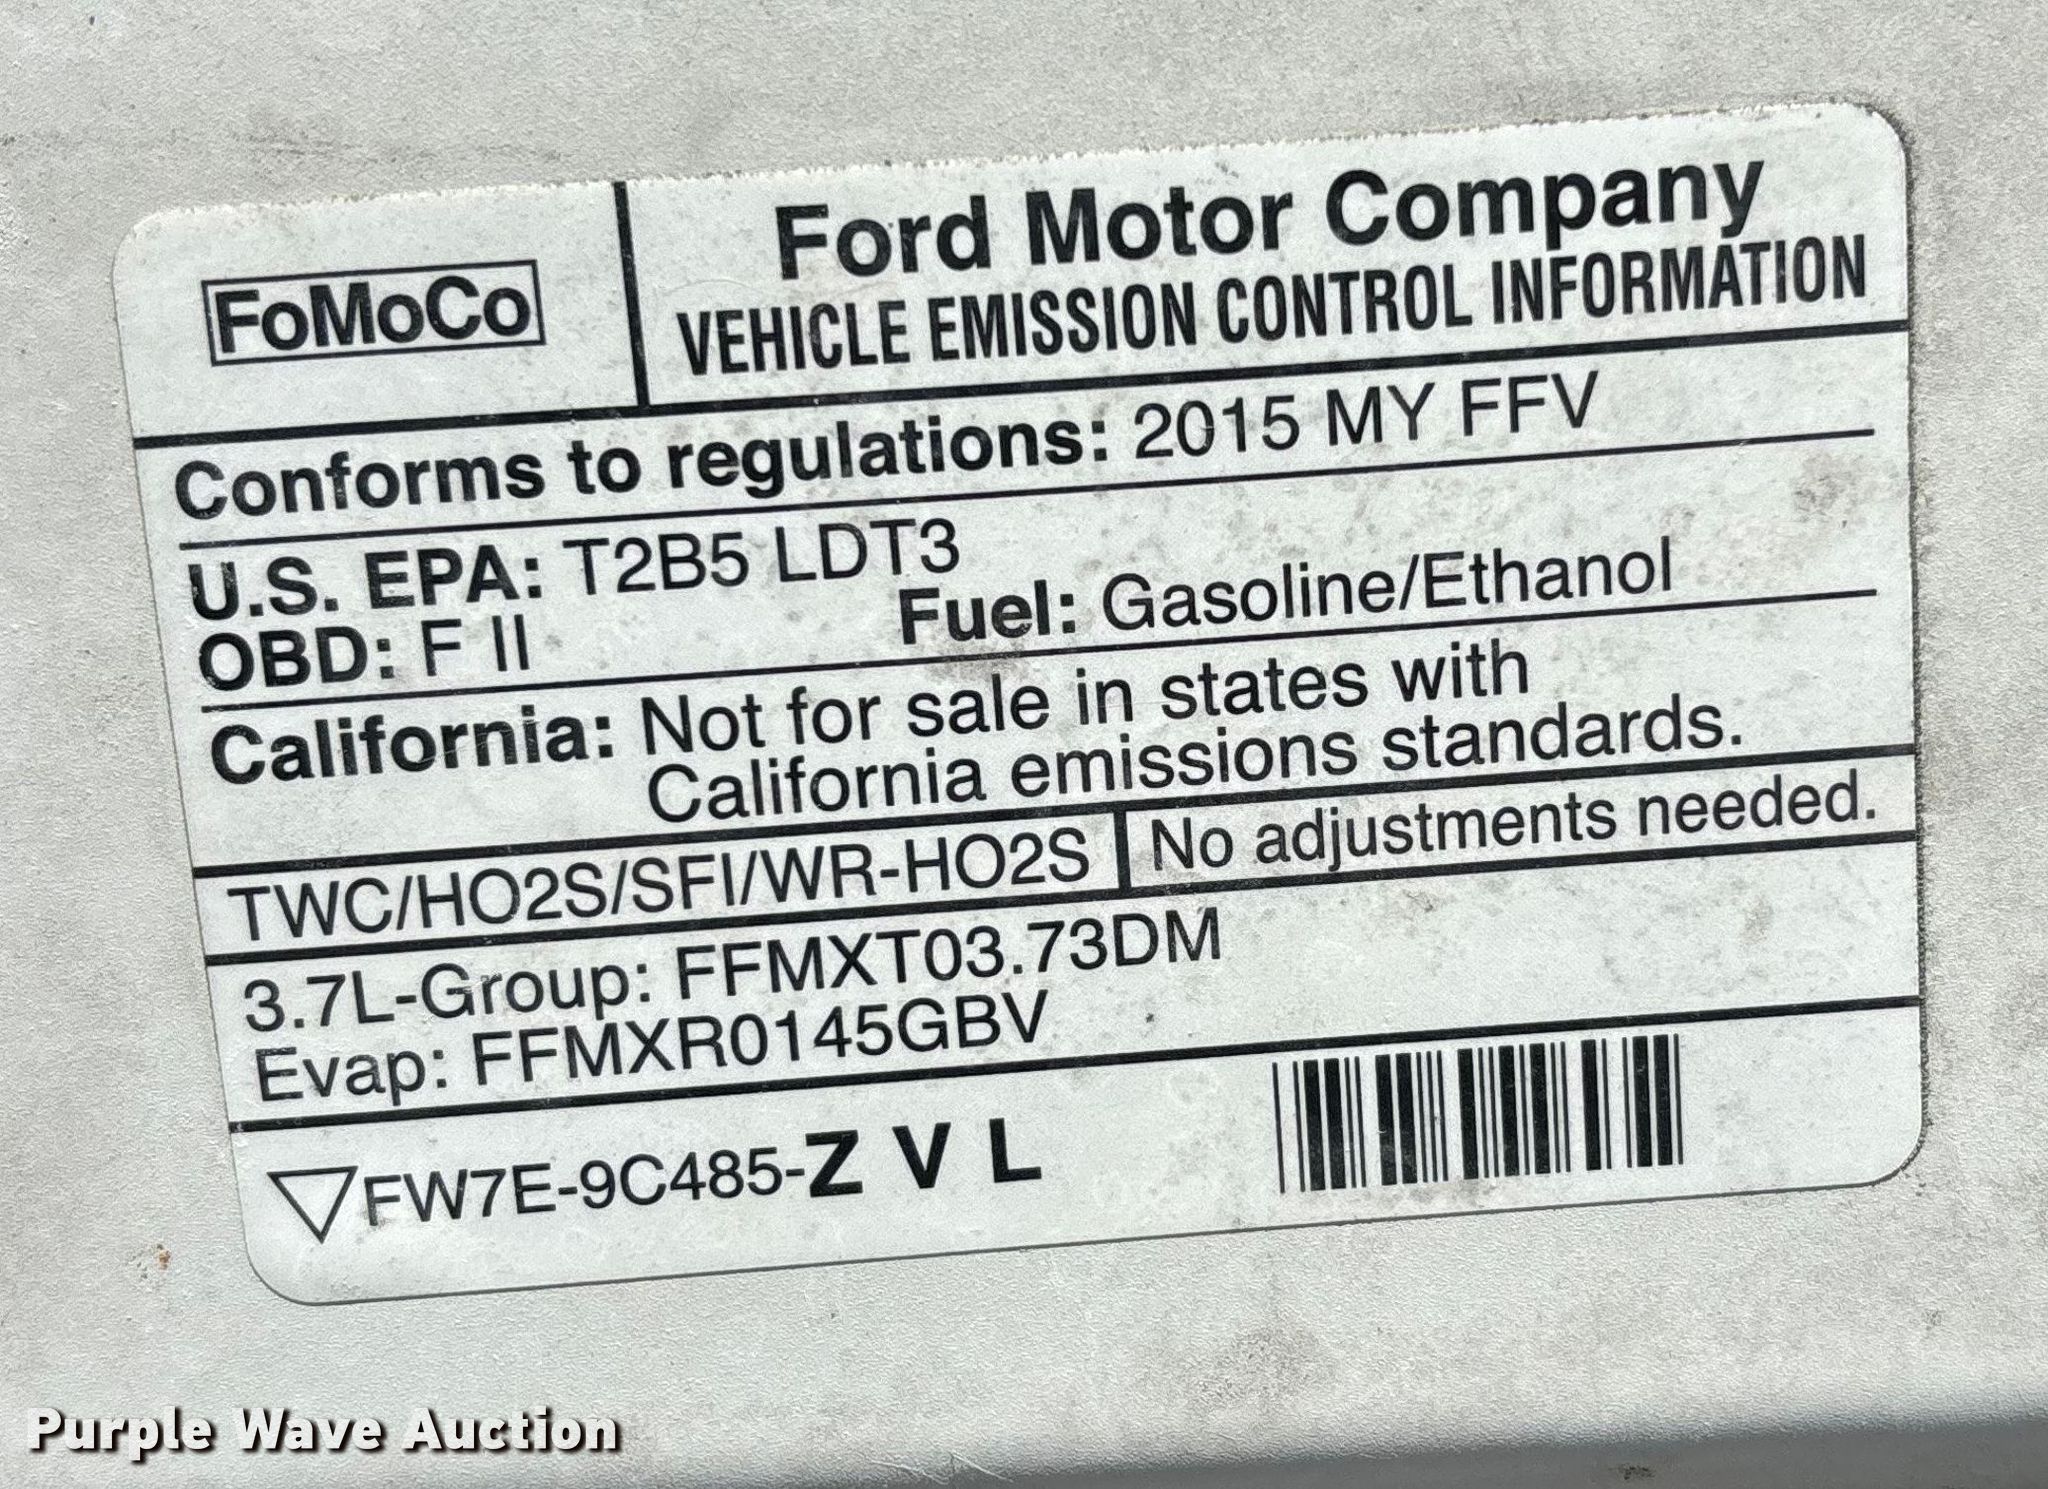 FoMoCo
Ford Motor Company
VEHICLE EMISSION CONTROL INFORMATION
Conforms to regulations: 2015 MY FFV
U.S. EPA: T2B5 LDT3
OBD: F II
Fuel: Gasoline/Ethanol
California: Not for sale in states with
California emissions standards.
TWC/HO2S/SFI/WR-HO2S
No adjustments needed.
3.7L-Group: FFMXT03.73DM
Evap: FFMXR0145GBV
FW7E-9C485-Z V L
Purple Wave Auction